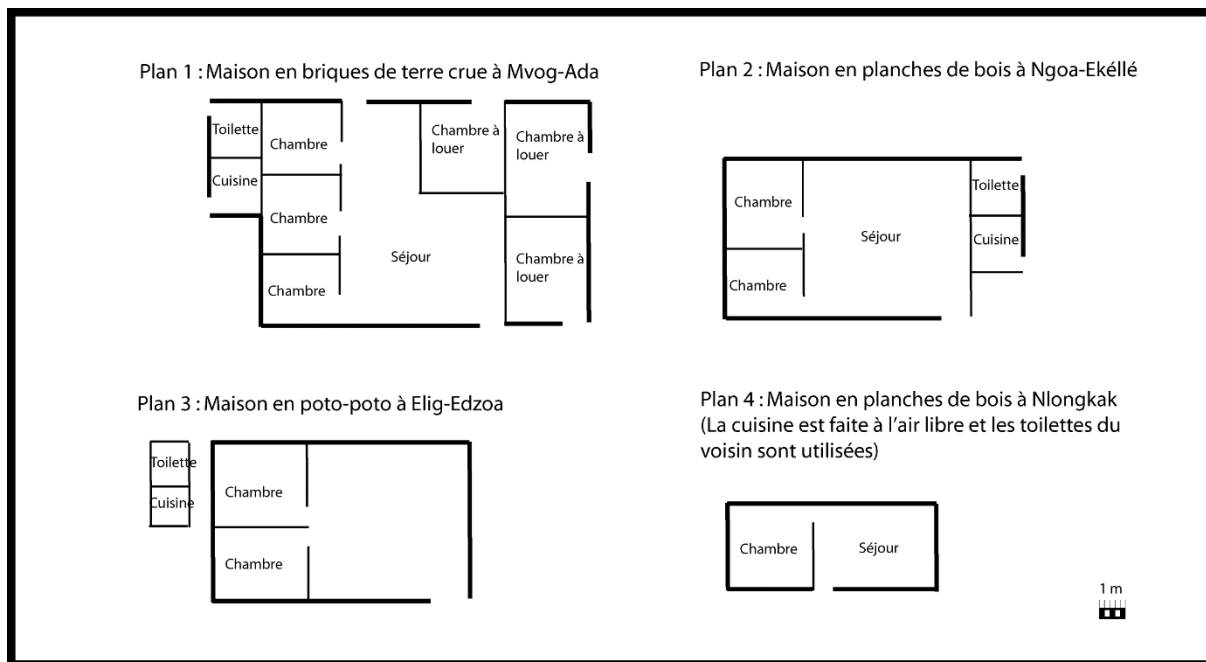 Plan 1 : Maison en briques de terre crue à Mvog-Ada
Toilette
Cuisine
Chambre
Chambre
Chambre
Séjour
Chambre à
louer
Chambre à
louer
Chambre à
louer
Plan 2 : Maison en planches de bois à Ngoa-Ekéllé
Chambre
Chambre
Séjour
Toilette
Cuisine
Plan 3 : Maison en poto-poto à Elig-Edzoa
Toilette
Cuisine
Chambre
Chambre
Plan 4 : Maison en planches de bois à Nlongkak
(La cuisine est faite à l'air libre et les toilettes du
voisin sont utilisées)
Chambre
Séjour
1 m